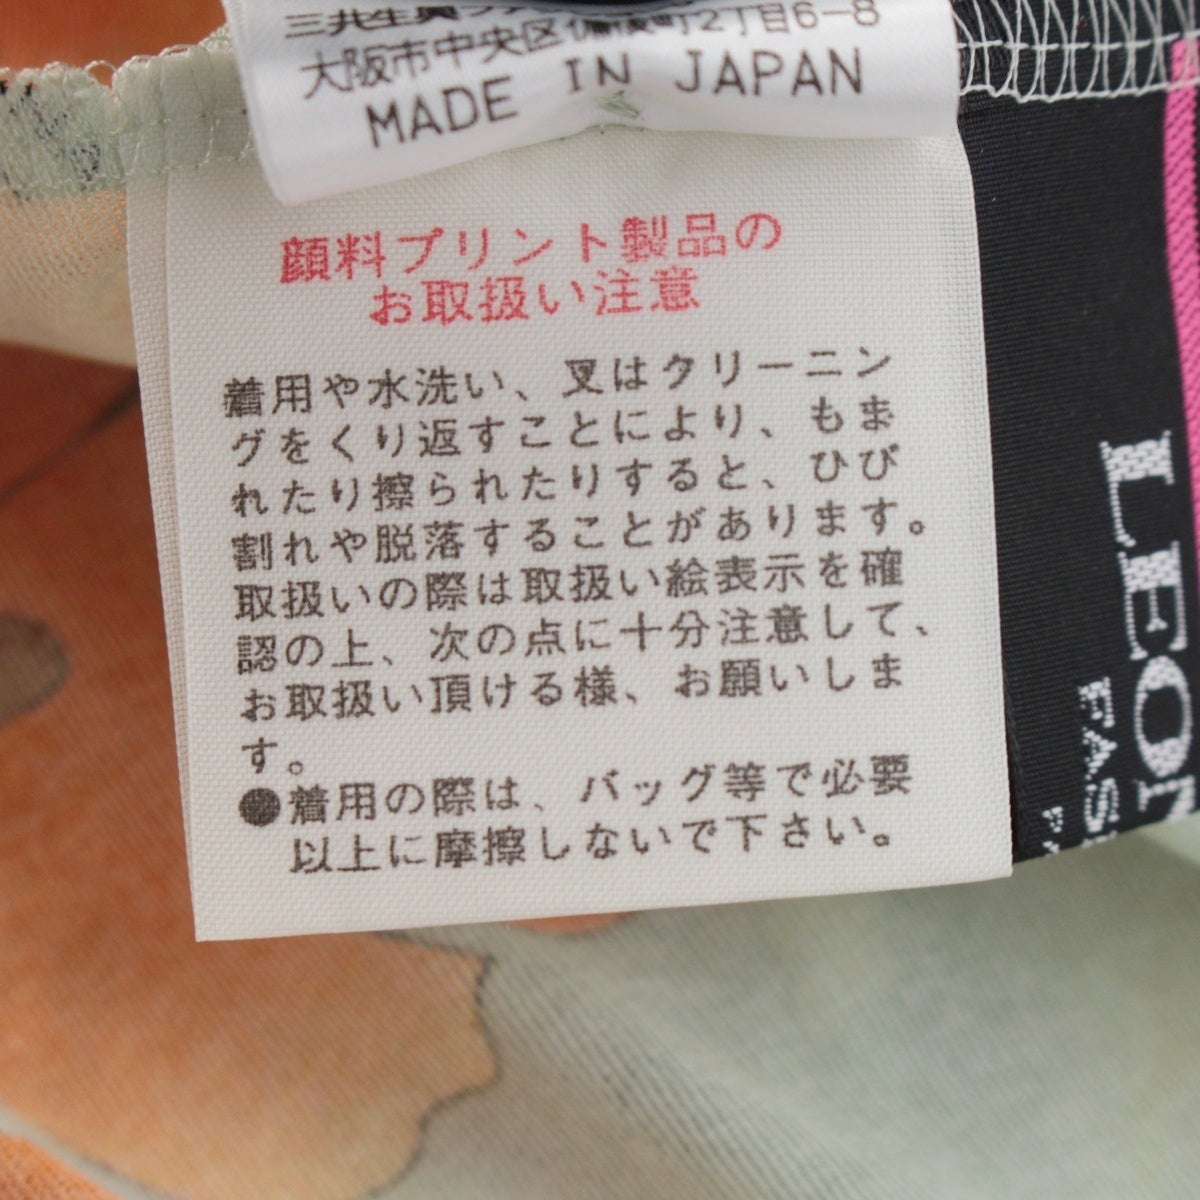 大阪市中央区備後町2丁目6-8
MADE IN JAPAN
顔料プリント製品の
お取扱い注意
着用や水洗い、又はクリーニン
グをくり返すことにより、もま
れたり擦られたりすると、ひび
割れや脱落することがあります。
取扱いの際は取扱い絵表示を確
認の上、次の点に十分注意して、
お取扱い頂ける様、お願いしま
す。
●着用の際は、バッグ等で必要
以上に摩擦しないで下さい。